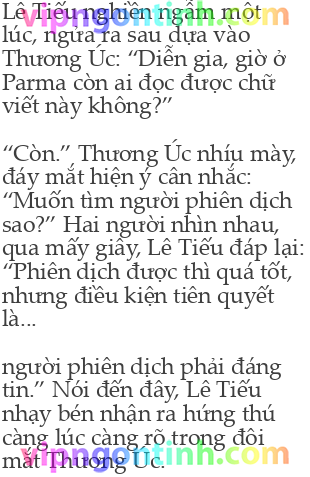 Lê Tiếu nghiền ngẫm một
lúc, ngửa ra sau dựa vào
Thương Úc: “Diễn gia, giờ ở
Parma còn ai đọc được chữ
viết này không?”
“Còn.” Thương Úc nhíu mày,
đáy mắt hiện ý cân nhắc:
“Muốn tìm người phiên dịch
sao?” Hai người nhìn nhau,
qua mấy giây, Lê Tiếu đáp lại:
“Phiên dịch được thì quá tốt,
nhưng điều kiện tiên quyết
là...
người phiên dịch phải đáng
tin.” Nói đến đây, Lê Tiếu
nhạy bén nhận ra hứng thú
càng lúc càng rõ trong đôi
mắt Thương Úc.
vipngontinh.com
vipngontinh.com